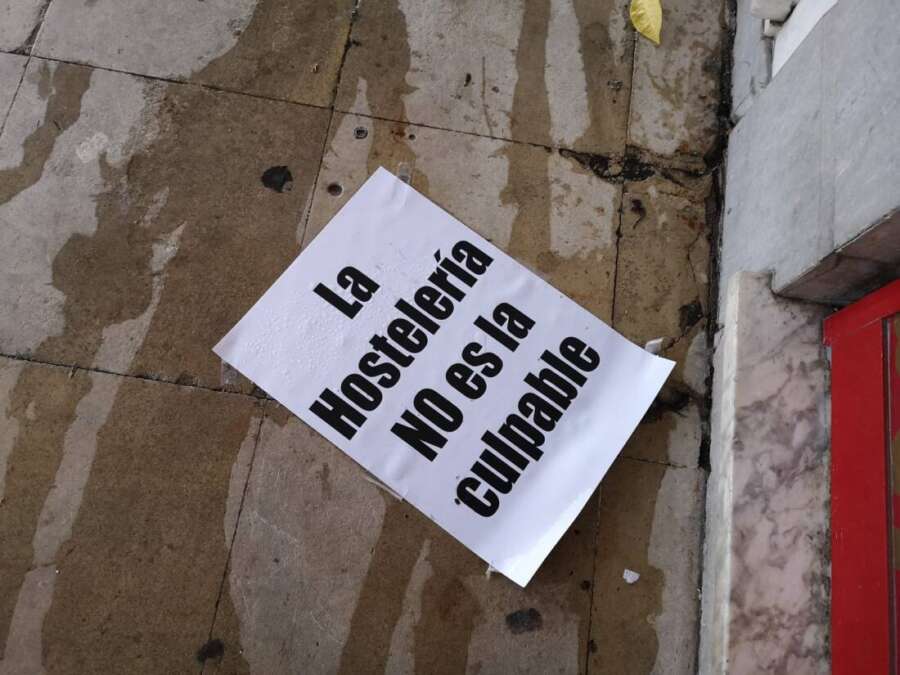 La
Hostelería
NO es la
culpable